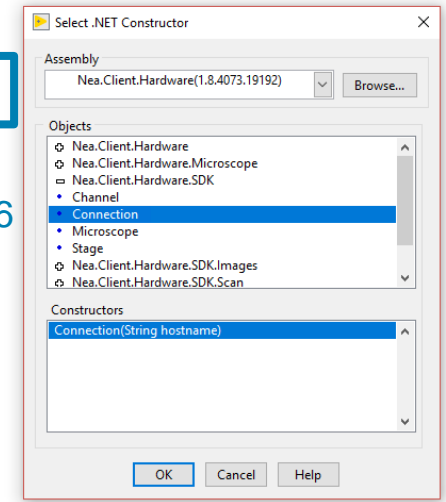 Select .NET Constructor
Assembly
Nea.Client.Hardware(1.8.4073.19192)
Browse...
Objects
Nea.Client.Hardware
Nea.Client.Hardware.Microscope
Nea.Client.Hardware.SDK
Channel
Connection
6
Microscope
Stage
Nea.Client.Hardware.SDK.Images
Nea.Client.Hardware.SDK.Scan
Constructors
Connection(String hostname)
OK
Cancel
Help